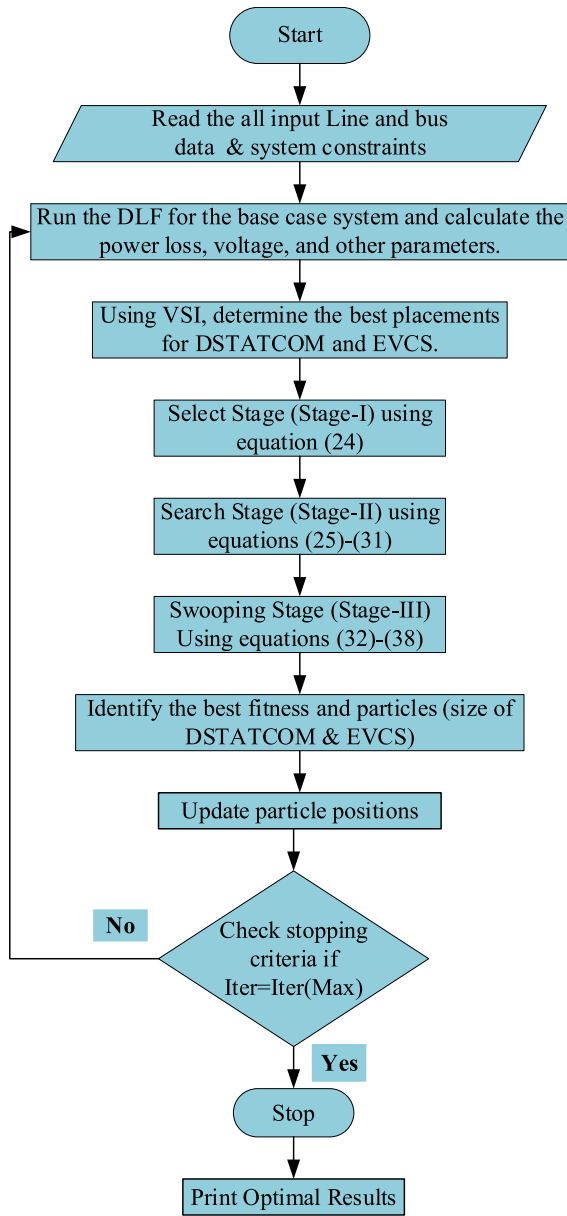 Start
Read the all input Line and bus
data & system constraints
Run the DLF for the base case system and calculate the
power loss, voltage, and other parameters.
Using VSI, determine the best placements
for DSTATCOM and EVCS.
Select Stage (Stage-I) using
equation (24)
Search Stage (Stage-II) using
equations (25)-(31)
Swooping Stage (Stage-III)
Using equations (32)-(38)
Identify the best fitness and particles (size of
DSTATCOM & EVCS)
Update particle positions
No
Check stopping
criteria if
Iter=Iter(Max)
Yes
Stop
Print Optimal Results